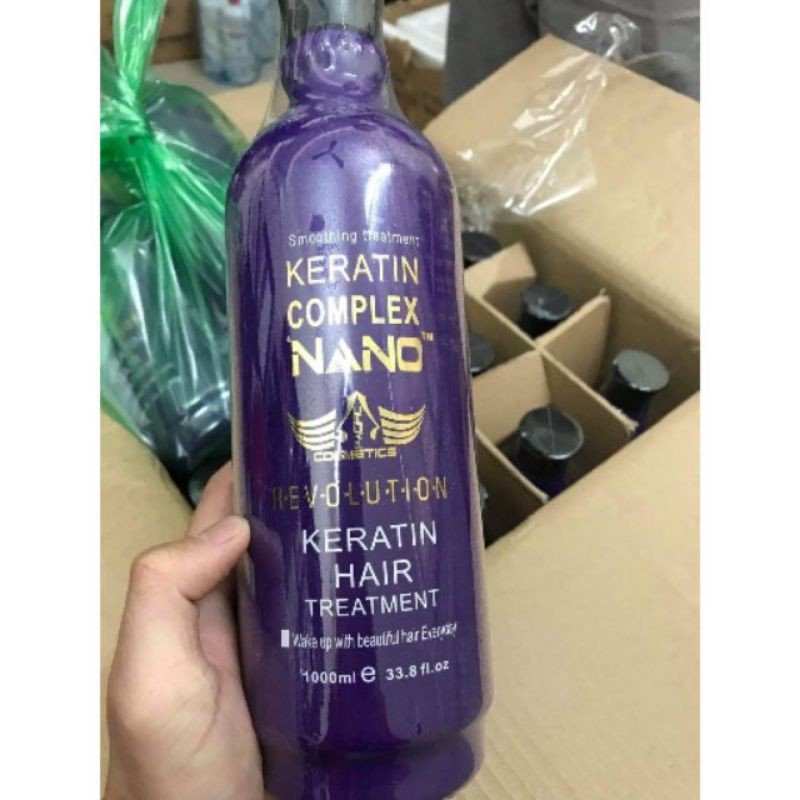 Smoothing treatment
KERATIN
COMPLEX
NANO™
COSMETICS
R·E·V·O·L·U·T·I·O·N
KERATIN
HAIR
TREATMENT
Wake up with beautiful hair Everyday!
1000ml e 33.8 fl.oz